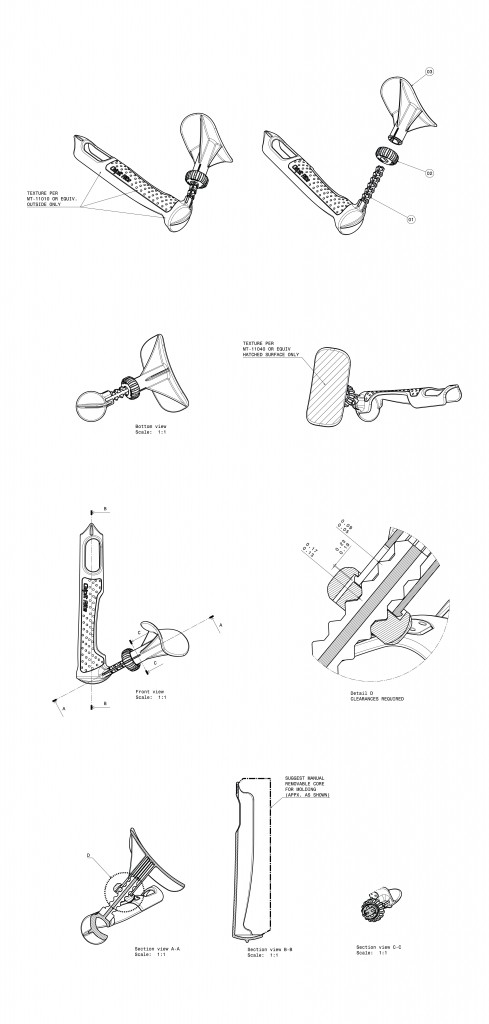 03
02
01
TEXTURE PER
MT-11010 OR EQUIV.
OUTSIDE ONLY
TEXTURE PER
MT-11040 OR EQUIV
HATCHED SURFACE ONLY
Bottom view
Scale: 1:1
B
A
C
C
A
B
Front view
Scale: 1:1
0.17
Detail D
CLEARANCES REQUIRED
SUGGEST MANUAL
REMOVABLE CORE
FOR MOLDING
(APPX. AS SHOWN)
D
Section view A-A
Scale: 1:1
Section view B-B
Scale: 1:1
Section view C-C
Scale: 1:1